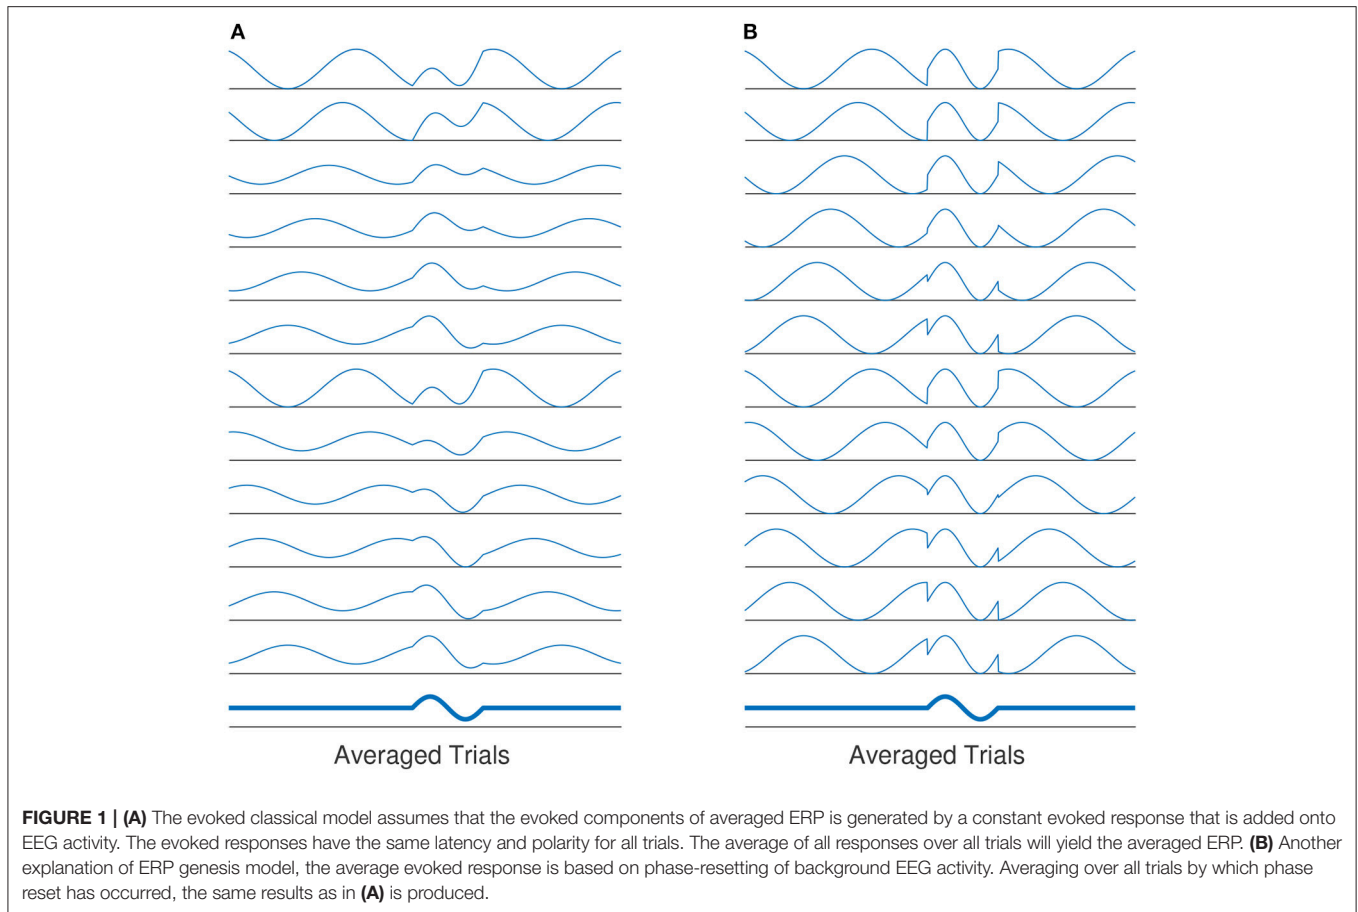 A
B
Averaged Trials
Averaged Trials
FIGURE 1 | (A) The evoked classical model assumes that the evoked components of averaged ERP is generated by a constant evoked response that is added onto
EEG activity. The evoked responses have the same latency and polarity for all trials. The average of all responses over all trials will yield the averaged ERP. (B) Another
explanation of ERP genesis model, the average evoked response is based on phase-resetting of background EEG activity. Averaging over all trials by which phase
reset has occurred, the same results as in (A) is produced.